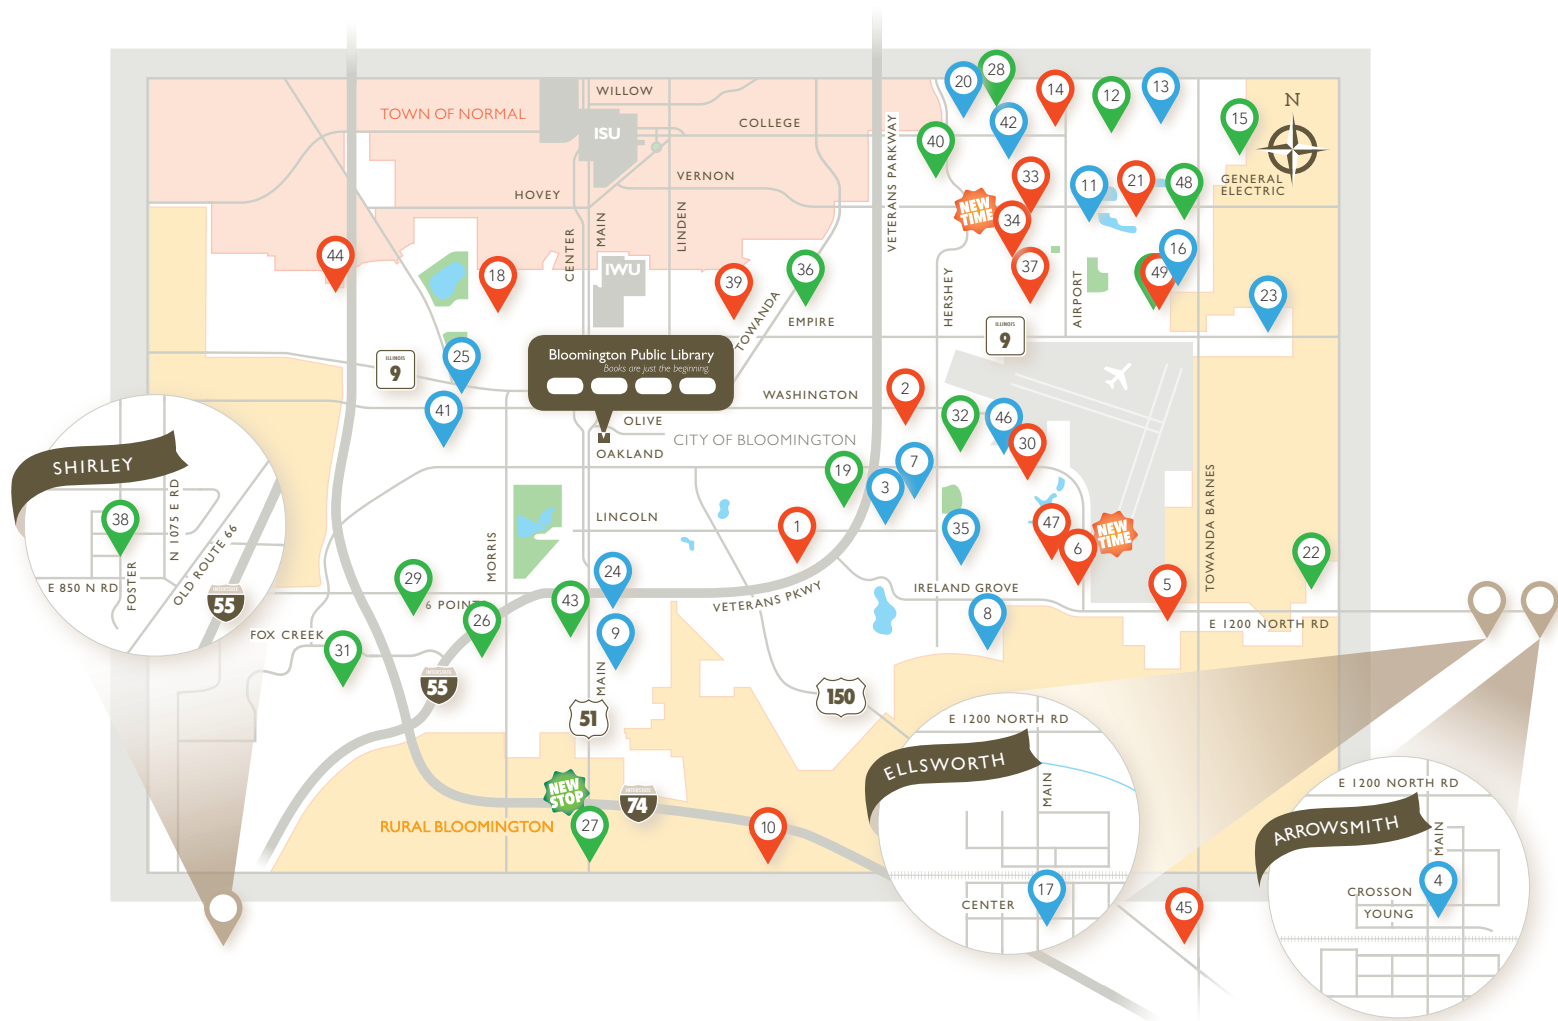 WILLOW
TOWN OF NORMAL
ISU
COLLEGE
VERNON
HOVEY
CENTER
MAIN
LINDEN
IWU
VETERANS PARKWAY
HERSHEY
AIRPORT
GENERAL
ELECTRIC
N
20
28
14
12
13
15
42
40
33
11
21
48
NEW
TIME
34
37
49
16
23
44
18
39
36
TOWANDA
EMPIRE
ILLINOIS
9
ILLINOIS
9
25
41
Bloomington Public Library
Books are just the beginning.
WASHINGTON
OLIVE
CITY OF BLOOMINGTON
OAKLAND
2
32
46
30
19
7
3
LINCOLN
1
35
47
6
NEW
TIME
TOWANDA BARNES
22
5
MORRIS
29
6 POINTS
26
43
24
9
VETERANS PKWY
IRELAND GROVE
8
E 1200 NORTH RD
FOX CREEK
31
INTERSTATE
55
MAIN
51
150
NEW
STOP
27
INTERSTATE
74
RURAL BLOOMINGTON
10
45
SHIRLEY
38
N 1075 E RD
OLD ROUTE 66
E 850 N RD
FOSTER
INTERSTATE
55
E 1200 NORTH RD
ELLSWORTH
MAIN
17
CENTER
E 1200 NORTH RD
ARROWSMITH
MAIN
4
CROSSON
YOUNG